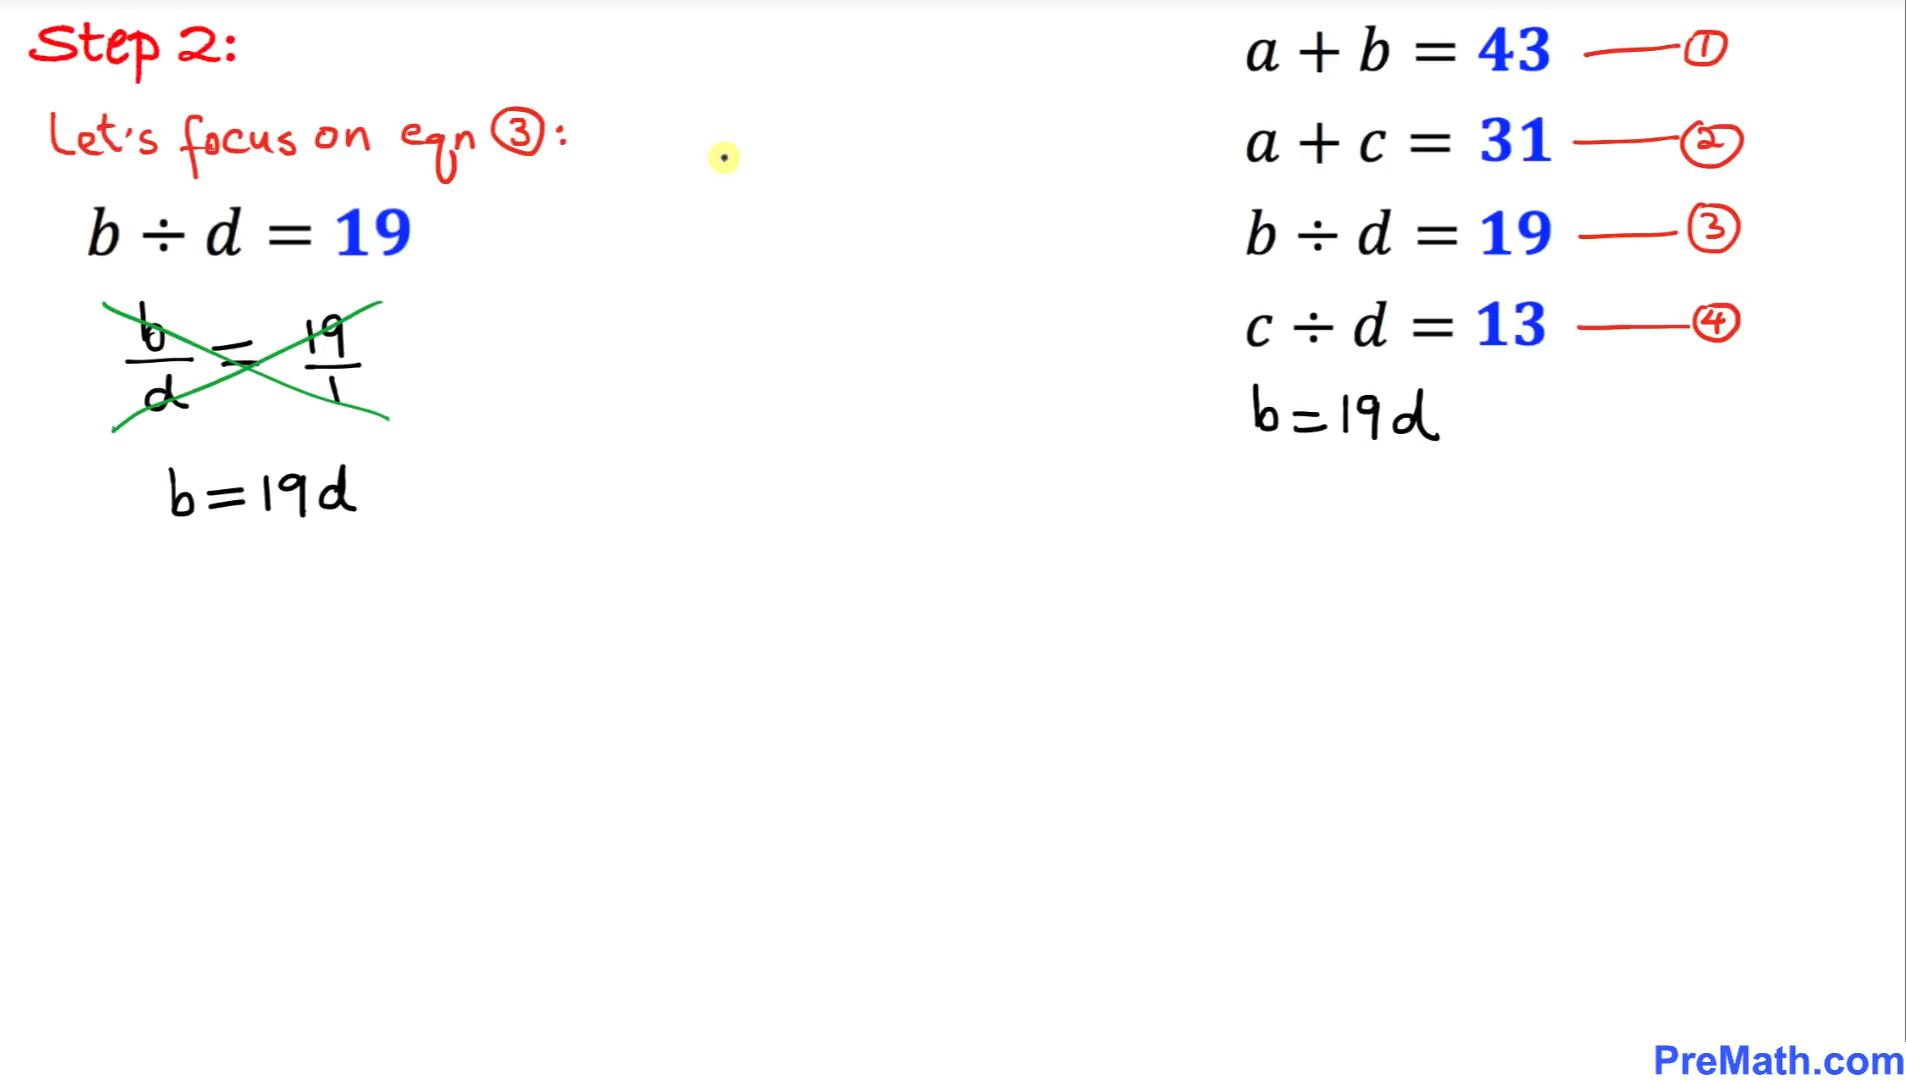 Step 2:
Let's focus on eqn ③:
b ÷ d = 19
b/d = 19/1
b = 19d
a + b = 43 —— ①
a + c = 31 —— ②
b ÷ d = 19 —— ③
c ÷ d = 13 —— ④
b = 19d
PreMath.com